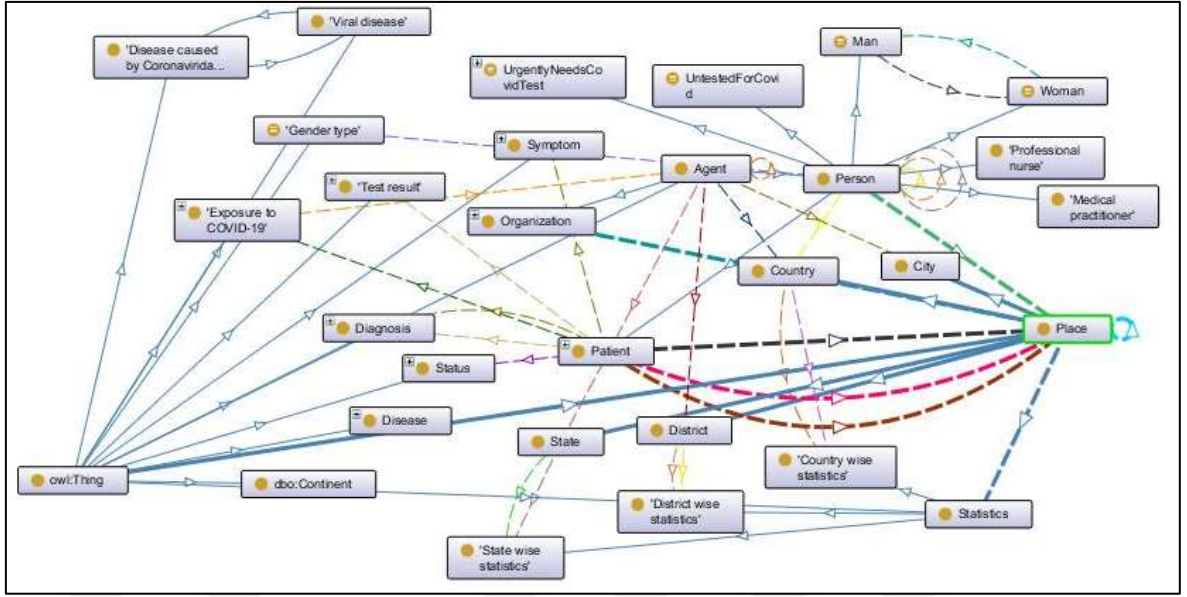 'Viral disease'
'Disease caused
by Coronavirida...
Man
UrgentlyNeedsCo
vidTest
UntestedForCovi
d
Woman
'Gender type'
Symptom
'Professional
nurse'
Agent
Person
'Test result'
'Medical
practitioner'
'Exposure to
COVID-19'
Organization
Country
City
Diagnosis
Place
Patient
Status
Disease
State
District
'Country wise
statistics'
owl:Thing
dbo:Continent
'District wise
statistics'
Statistics
'State wise
statistics'